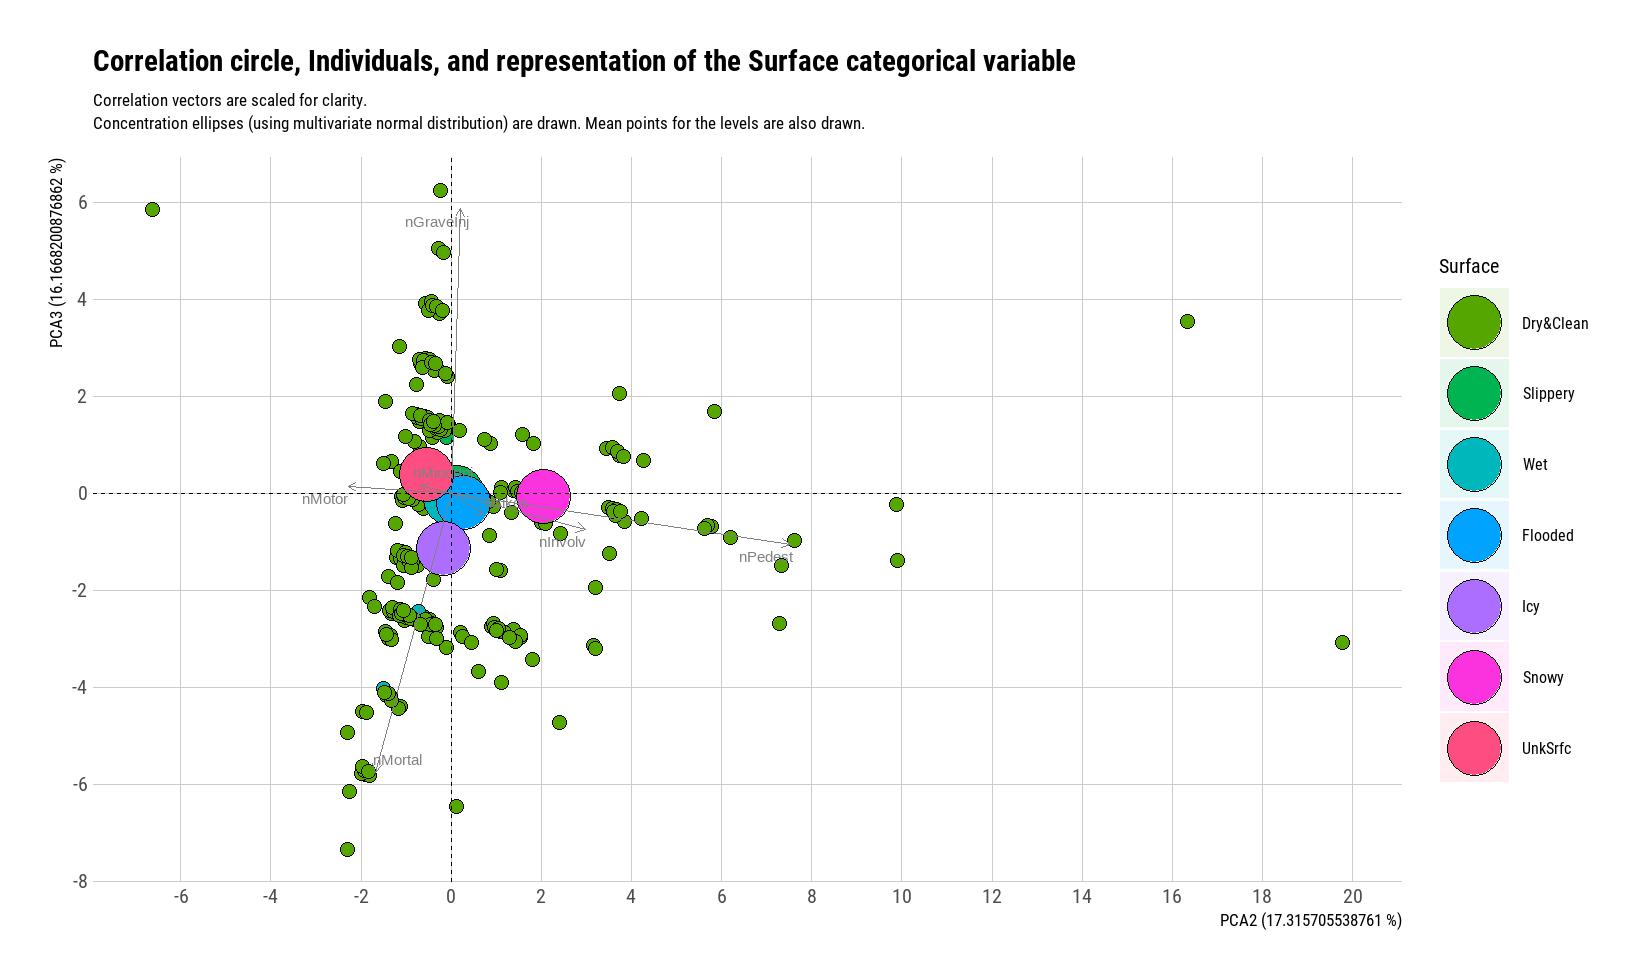 Correlation circle, Individuals, and representation of the Surface categorical variable
Correlation vectors are scaled for clarity.
Concentration ellipses (using multivariate normal distribution) are drawn. Mean points for the levels are also drawn.
PCA3 (16.1668200876862 %)
6
4
2
0
-2
-4
-6
-8
nGraveInj
nMotor
nInvolv
nPedest
nMortal
-6
-4
-2
0
2
4
6
8
10
12
14
16
18
20
PCA2 (17.315705538761 %)
Surface
Dry&Clean
Slippery
Wet
Flooded
Icy
Snowy
UnkSrfc